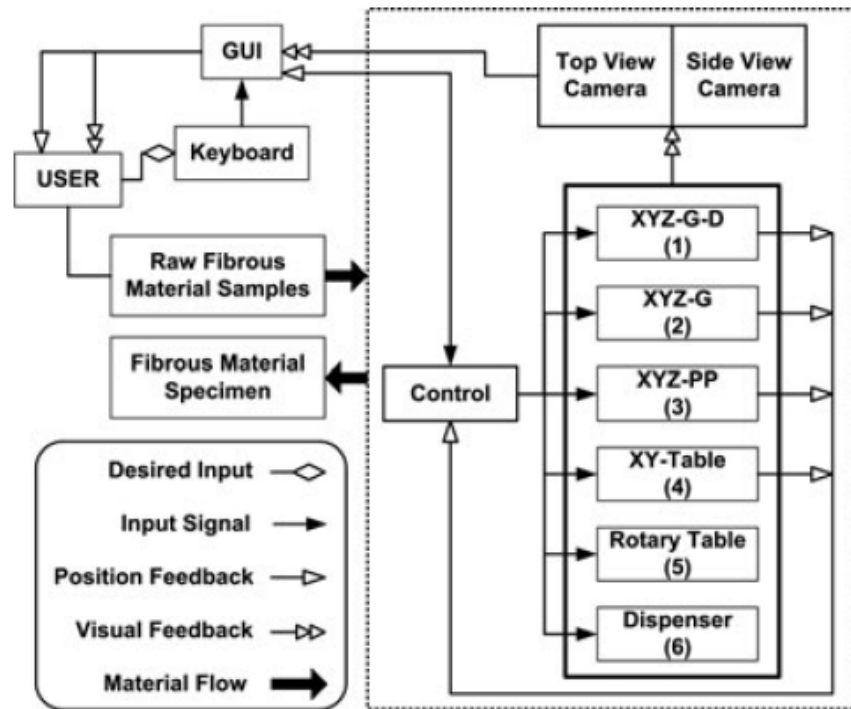 GUI
Top View
Camera
Side View
Camera
Keyboard
USER
Raw Fibrous
Material Samples
Fibrous Material
Specimen
Control
XYZ-G-D
(1)
XYZ-G
(2)
XYZ-PP
(3)
XY-Table
(4)
Rotary Table
(5)
Dispenser
(6)
Desired Input
Input Signal
Position Feedback
Visual Feedback
Material Flow